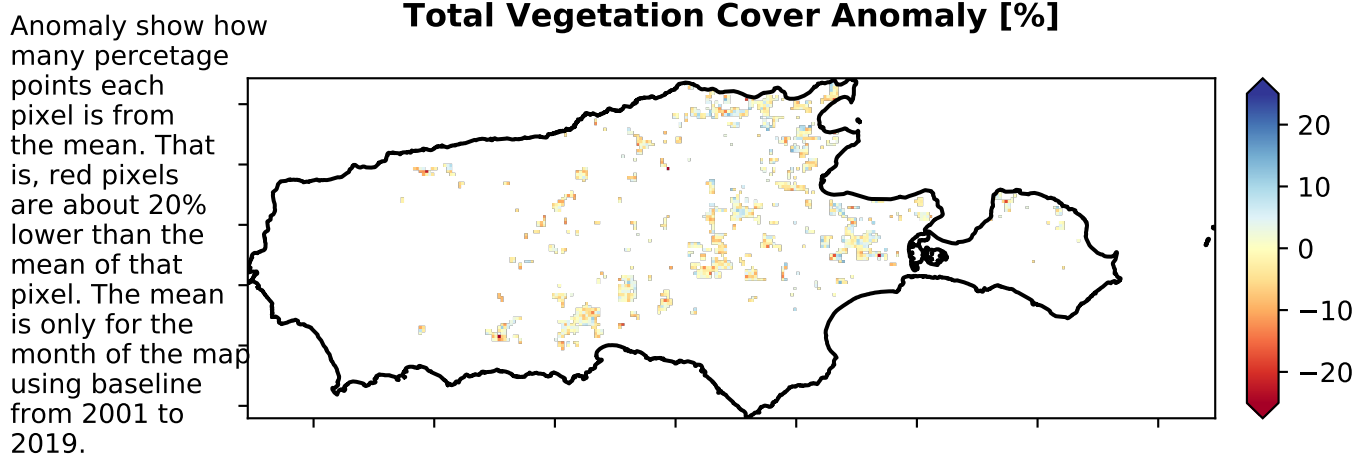 Total Vegetation Cover Anomaly [%]
Anomaly show how
many percetage
points each
pixel is from
the mean. That
is, red pixels
are about 20%
lower than the
mean of that
pixel. The mean
is only for the
month of the map
using baseline
from 2001 to
2019.
20
10
0
−10
−20